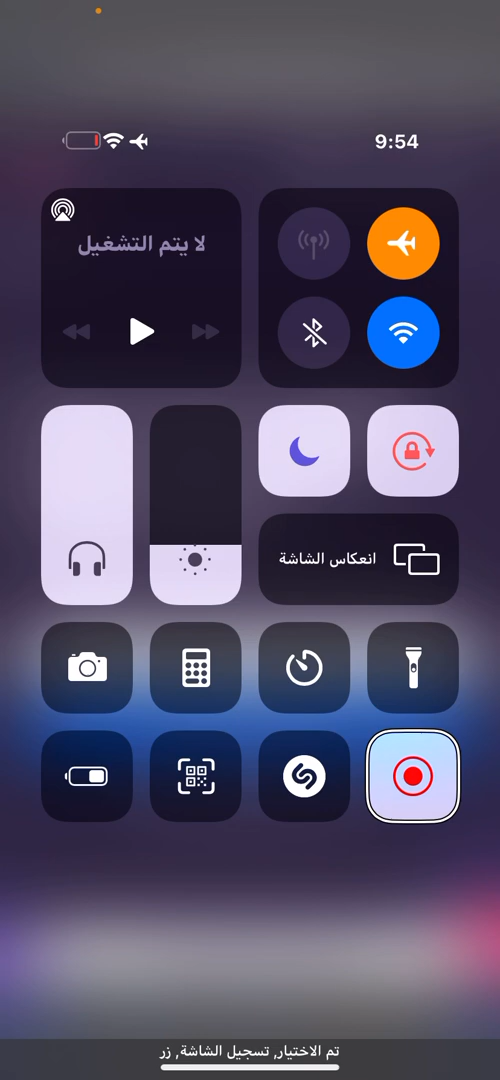 9:54
لا يتم التشغيل
انعكاس الشاشة
تم الاختيار, تسجيل الشاشة, زر